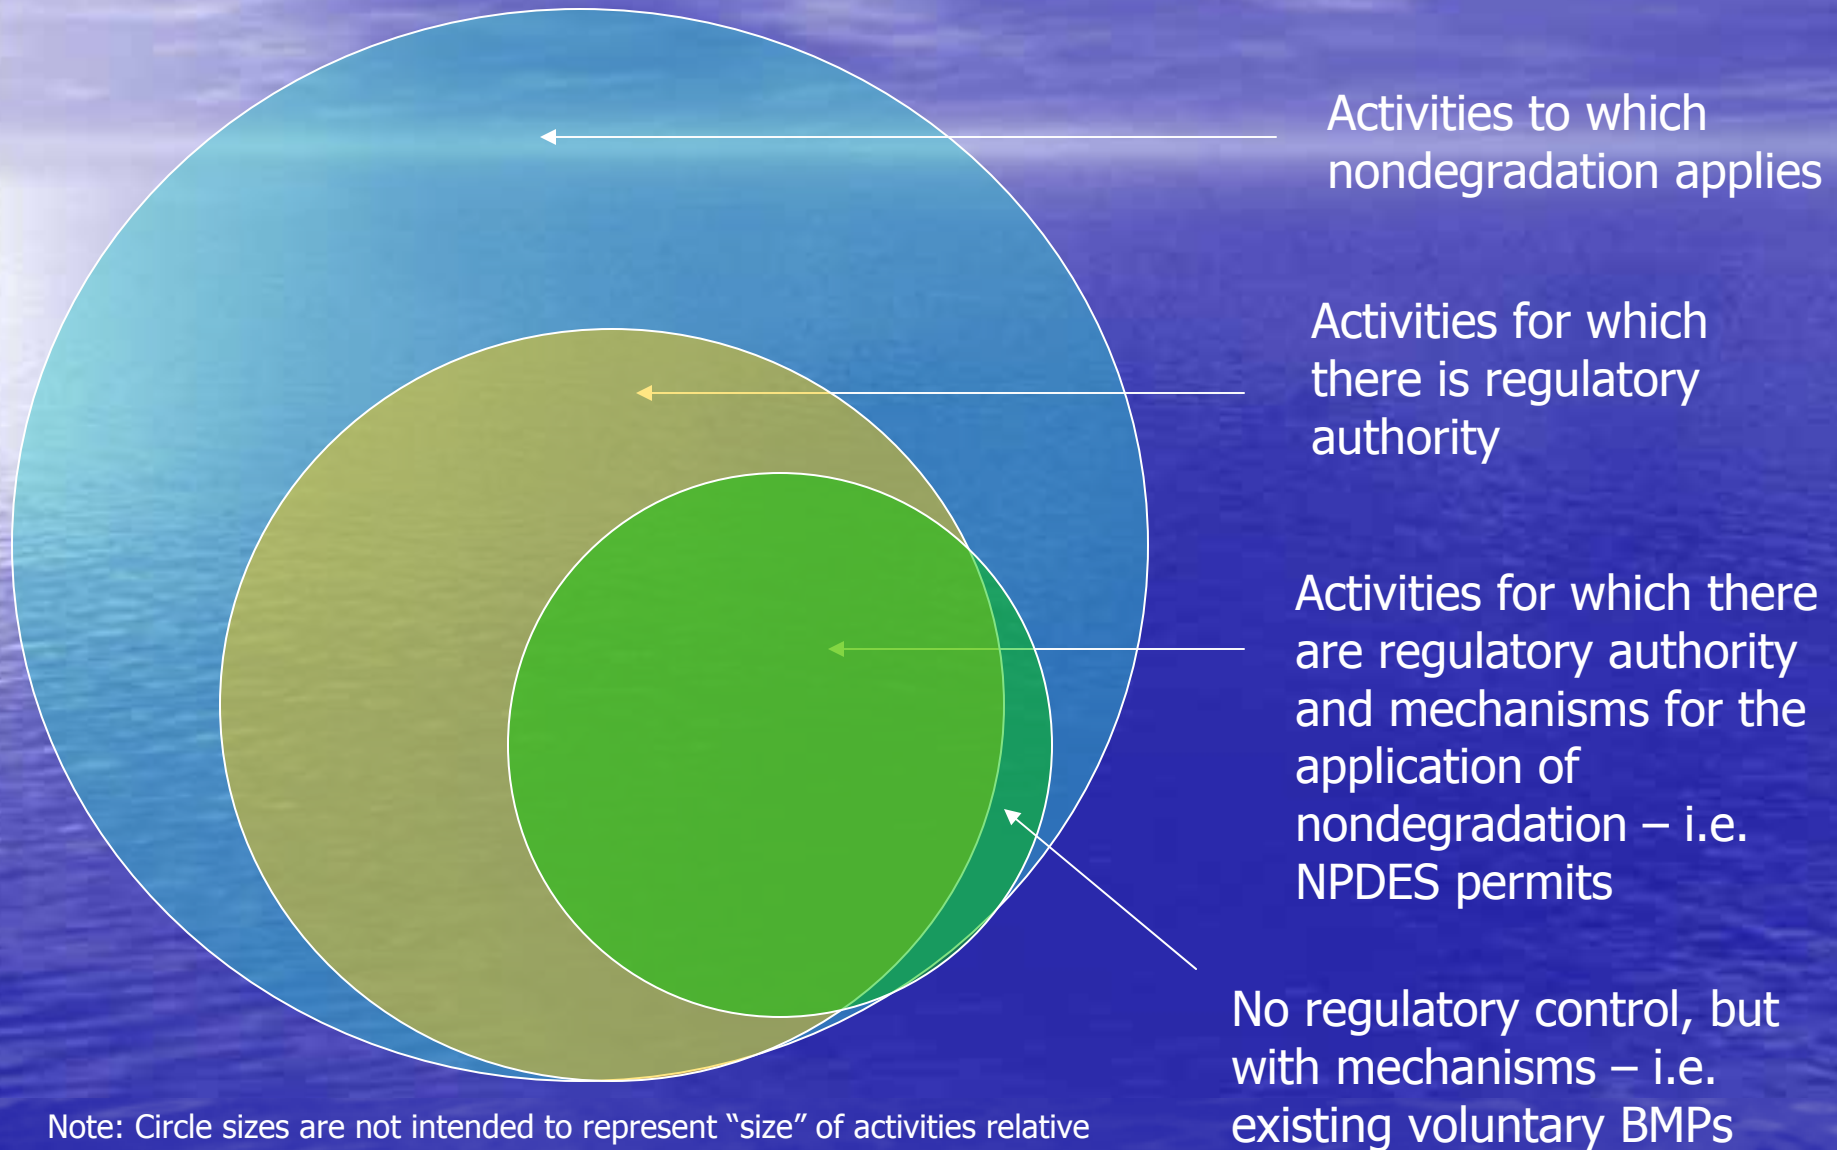 Activities to which
nondegradation applies
Activities for which
there is regulatory
authority
Activities for which there
are regulatory authority
and mechanisms for the
application of
nondegradation – i.e.
NPDES permits
No regulatory control, but
with mechanisms – i.e.
existing voluntary BMPs
Note: Circle sizes are not intended to represent “size” of activities relative